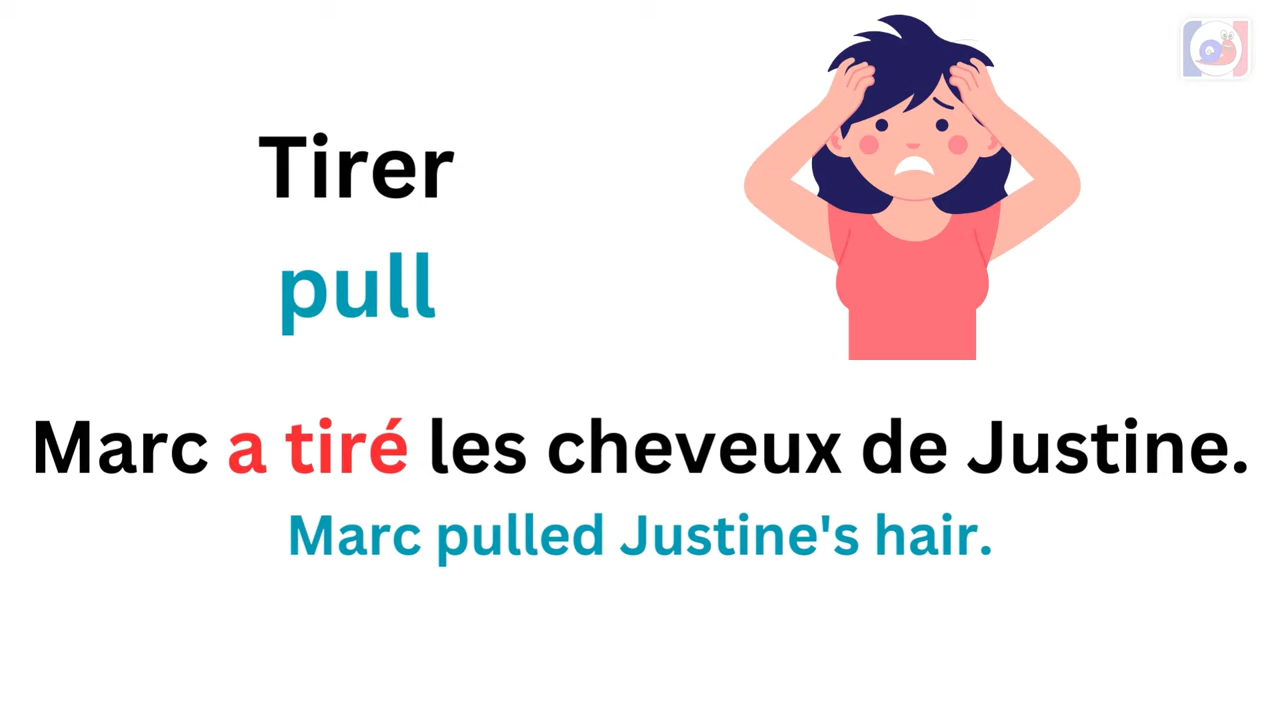 Tirer
pull
Marc a tiré les cheveux de Justine.
Marc pulled Justine's hair.